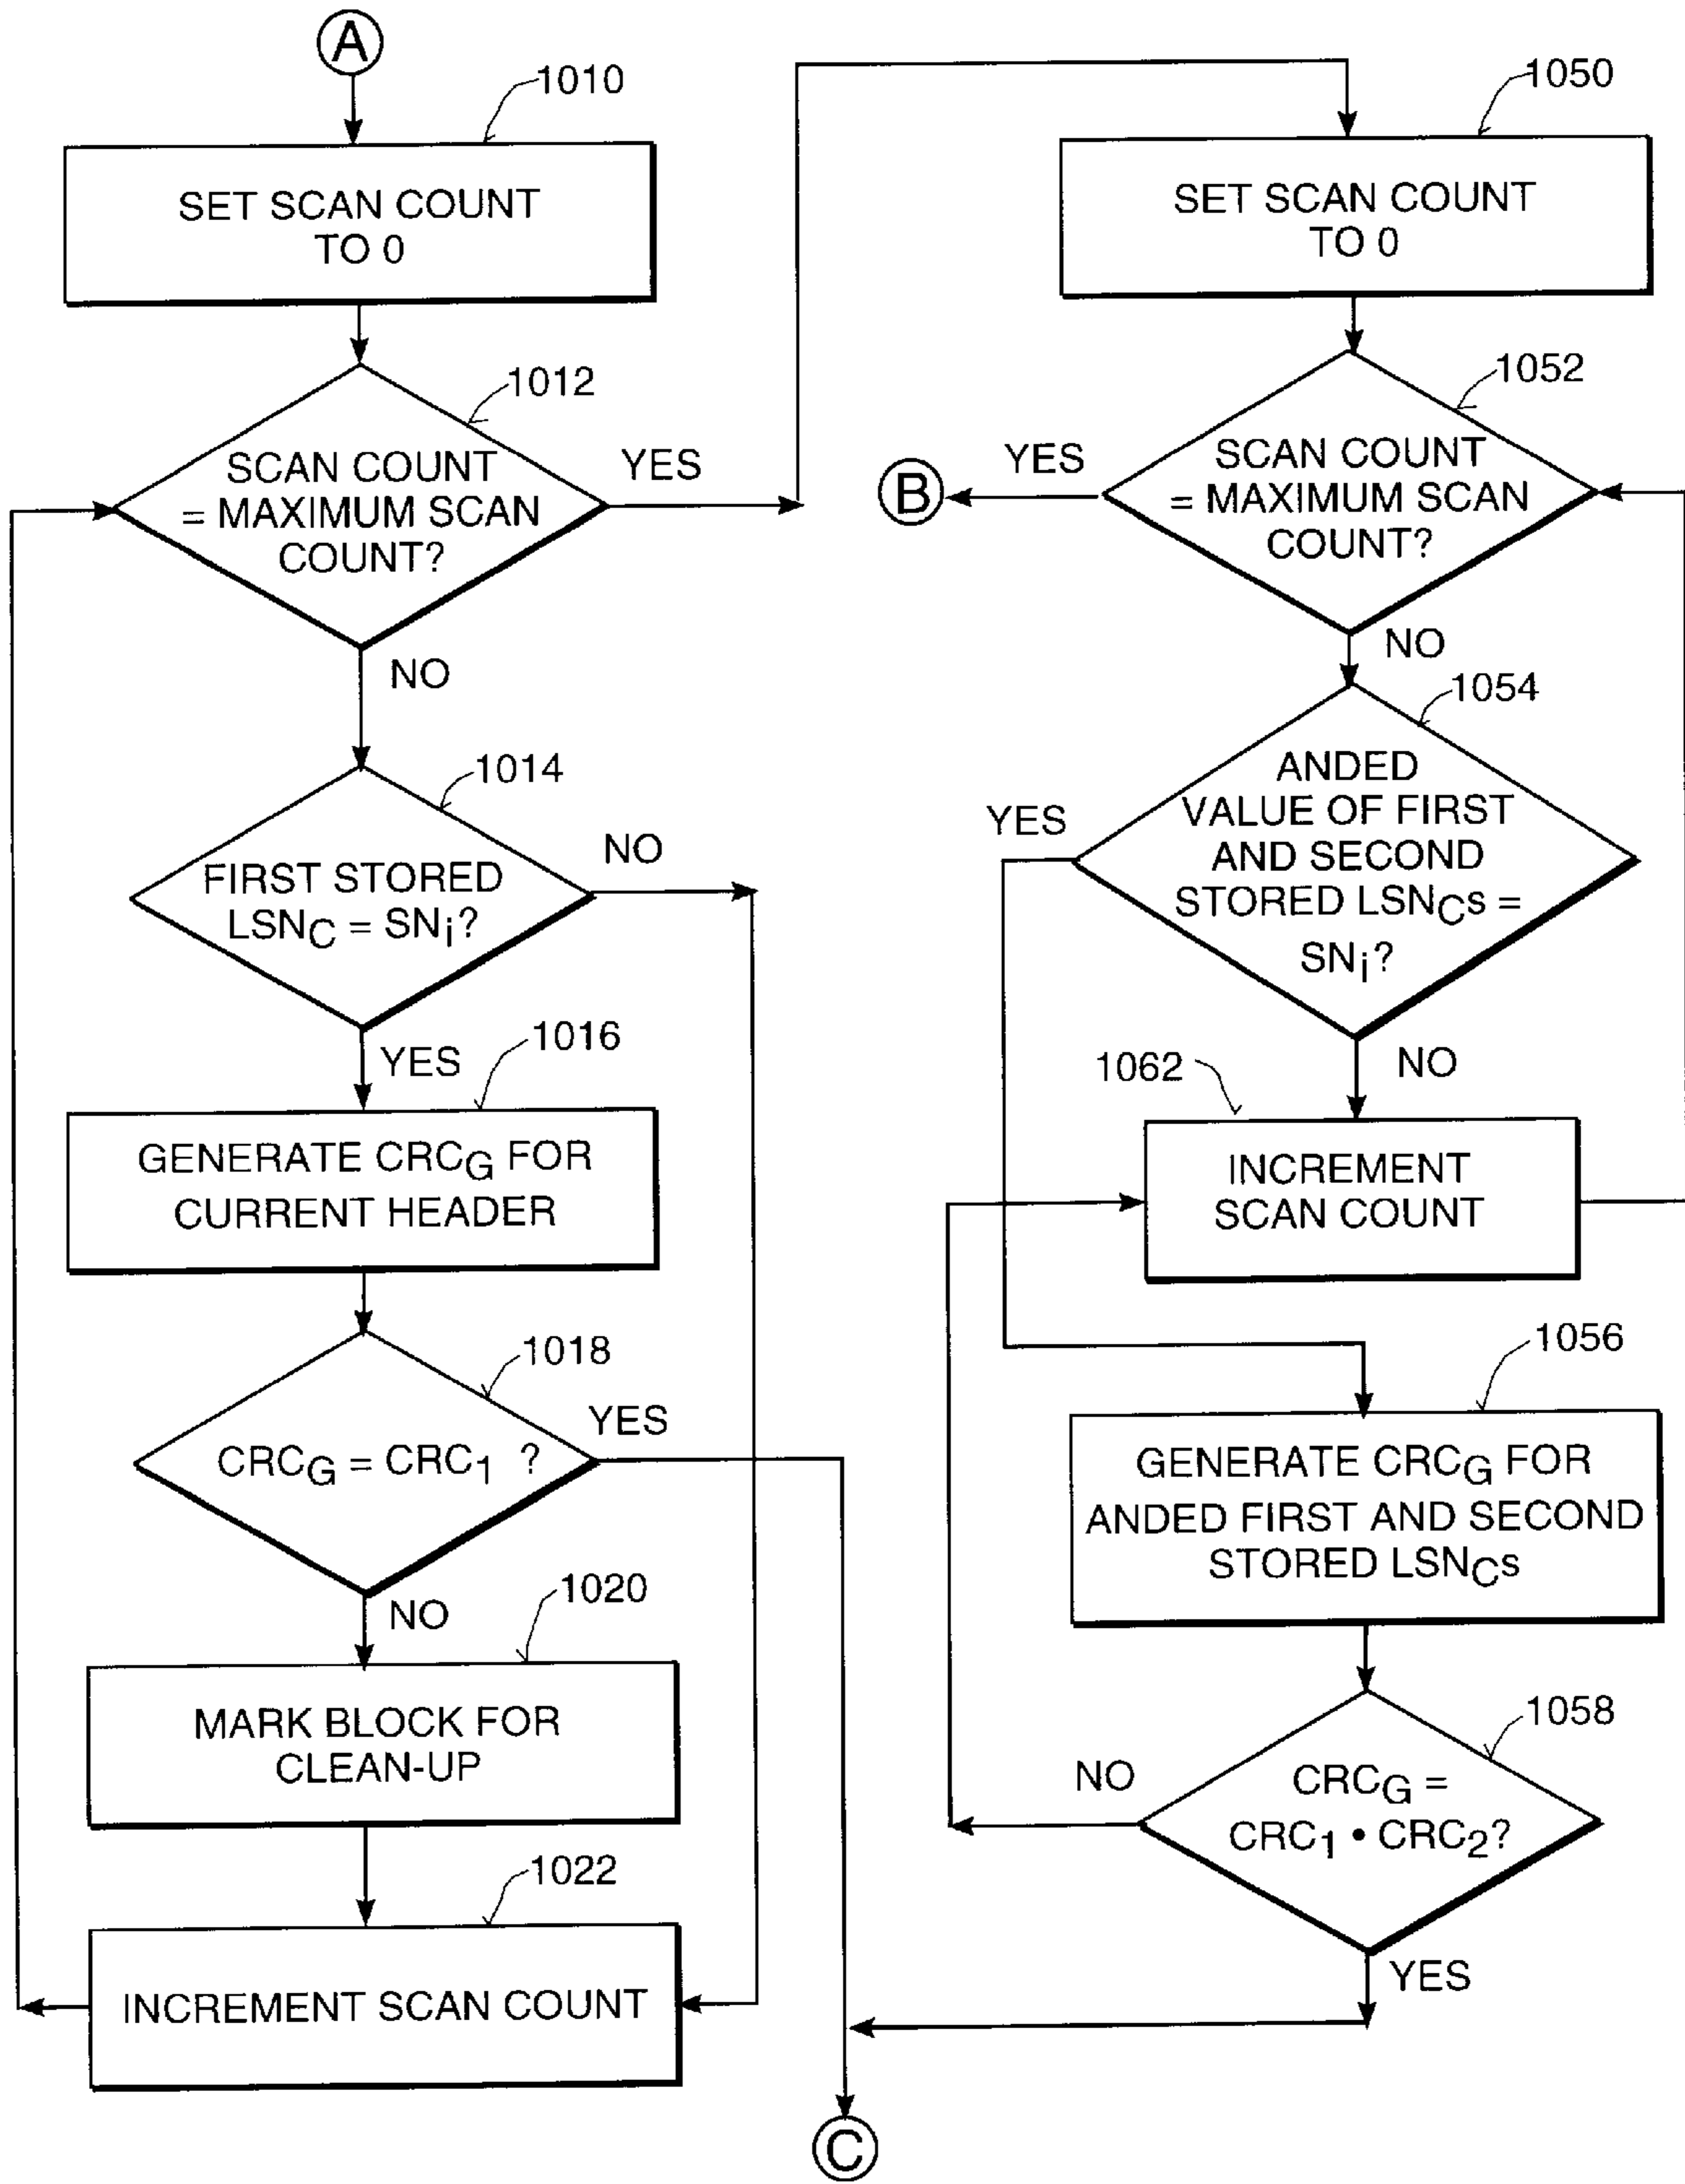 A
1010
SET SCAN COUNT
TO 0
1012
SCAN COUNT
= MAXIMUM SCAN
COUNT?
YES
NO
1014
FIRST STORED
LSNC = SNi?
NO
YES
1016
GENERATE CRCG FOR
CURRENT HEADER
1018
CRCG = CRC1 ?
YES
NO
1020
MARK BLOCK FOR
CLEAN-UP
1022
INCREMENT SCAN COUNT
1050
SET SCAN COUNT
TO 0
1052
SCAN COUNT
= MAXIMUM SCAN
COUNT?
YES
B
NO
1054
ANDED
VALUE OF FIRST
AND SECOND
STORED LSNCs =
SNi?
YES
NO
1062
INCREMENT
SCAN COUNT
1056
GENERATE CRCG FOR
ANDED FIRST AND SECOND
STORED LSNCs
1058
CRCG =
CRC1 • CRC2?
NO
YES
C